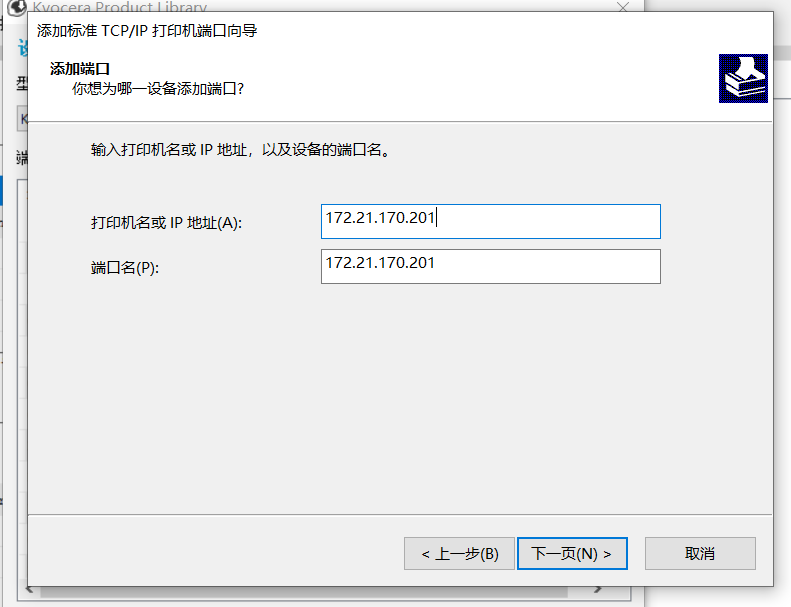 Kyocera Product Library
添加标准 TCP/IP 打印机端口向导
添加端口
你想为哪一设备添加端口?
输入打印机名或 IP 地址，以及设备的端口名。
打印机名或 IP 地址(A):
172.21.170.201
端口名(P):
172.21.170.201
< 上一步(B)
下一页(N) >
取消